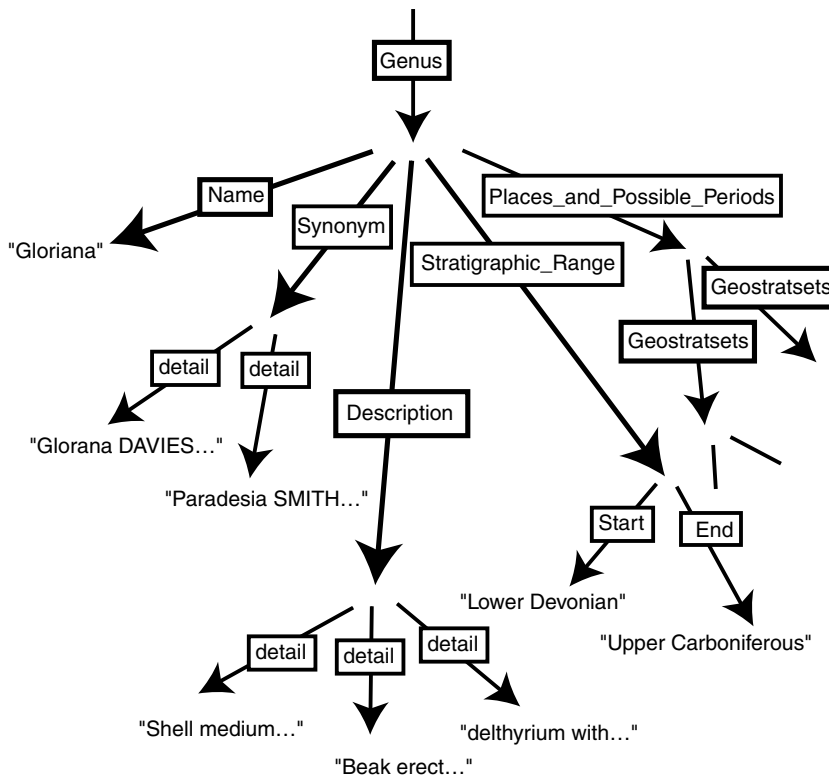 Genus
Name
Places_and_Possible_Periods
Synonym
"Gloriana"
Stratigraphic_Range
Geostratsets
Geostratsets
detail
detail
Description
"Glorana DAVIES…"
"Paradesia SMITH…"
Start
End
"Lower Devonian"
"Upper Carboniferous"
detail
detail
detail
"Shell medium…"
"delthyrium with…"
"Beak erect…"